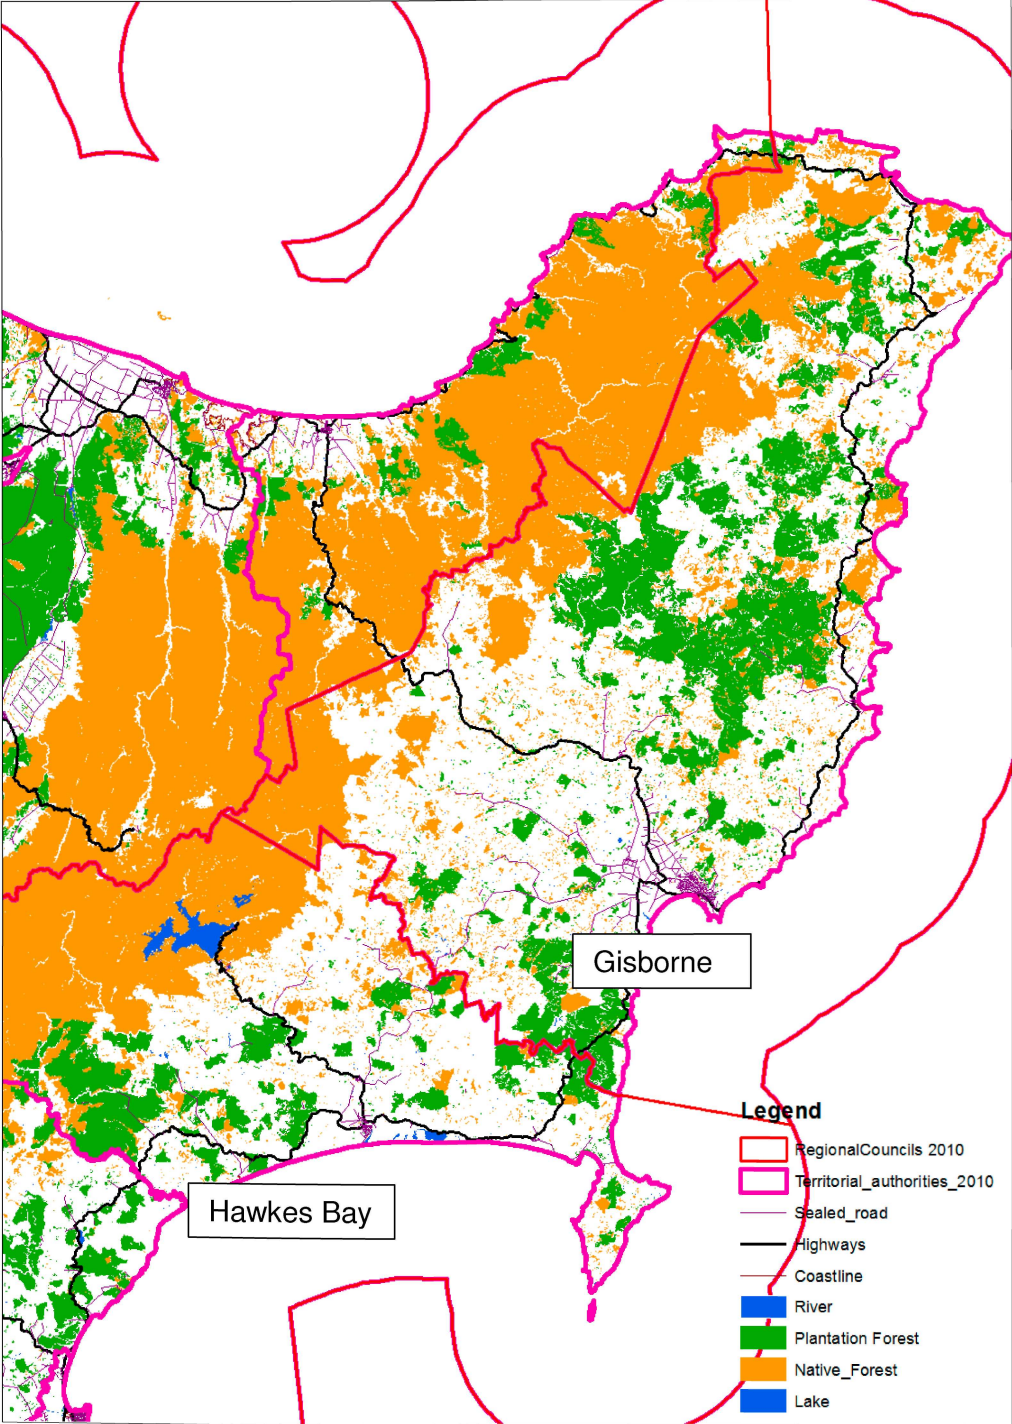 Gisborne
Legend
RegionalCouncils 2010
Territorial_authorities_2010
Hawkes Bay
Sealed_road
Highways
Coastline
River
Plantation Forest
Native_Forest
Lake